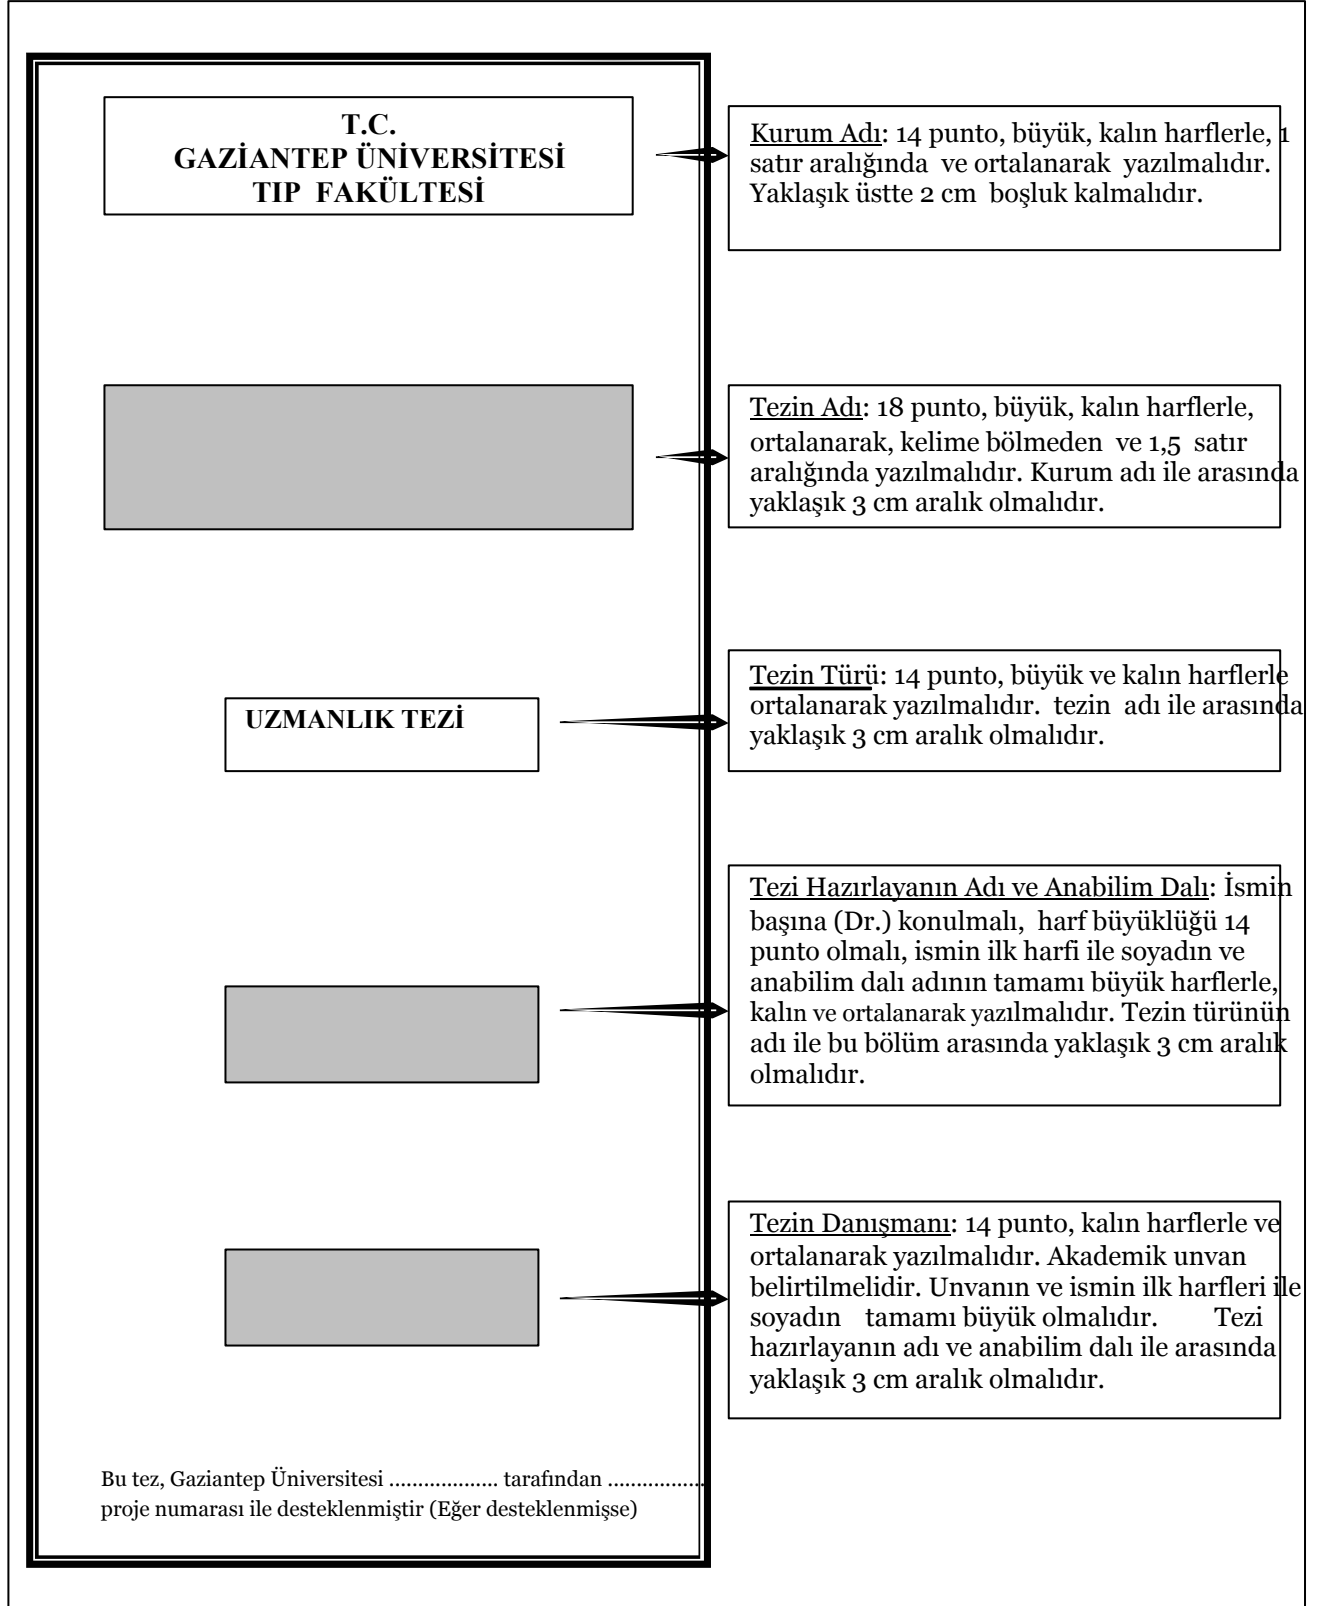 T.C.
GAZİANTEP ÜNİVERSİTESİ
TIP FAKÜLTESİ
Kurum Adı: 14 punto, büyük, kalın harflerle, 1
satır aralığında ve ortalanarak yazılmalıdır.
Yaklaşık üstte 2 cm boşluk kalmalıdır.
Tezin Adı: 18 punto, büyük, kalın harflerle,
ortalanarak, kelime bölmeden ve 1,5 satır
aralığında yazılmalıdır. Kurum adı ile arasında
yaklaşık 3 cm aralık olmalıdır.
UZMANLIK TEZİ
Tezin Türü: 14 punto, büyük ve kalın harflerle
ortalanarak yazılmalıdır. tezin adı ile arasında
yaklaşık 3 cm aralık olmalıdır.
Tezi Hazırlayanın Adı ve Anabilim Dalı: İsmin
başına (Dr.) konulmalı, harf büyüklüğü 14
punto olmalı, ismin ilk harfi ile soyadın ve
anabilim dalı adının tamamı büyük harflerle,
kalın ve ortalanarak yazılmalıdır. Tezin türünün
adı ile bu bölüm arasında yaklaşık 3 cm aralık
olmalıdır.
Tezin Danışmanı: 14 punto, kalın harflerle ve
ortalanarak yazılmalıdır. Akademik unvan
belirtilmelidir. Unvanın ve ismin ilk harfleri ile
soyadın tamamı büyük olmalıdır. Tezi
hazırlayanın adı ve anabilim dalı ile arasında
yaklaşık 3 cm aralık olmalıdır.
Bu tez, Gaziantep Üniversitesi ................... tarafından .................
proje numarası ile desteklenmiştir (Eğer desteklenmişse)